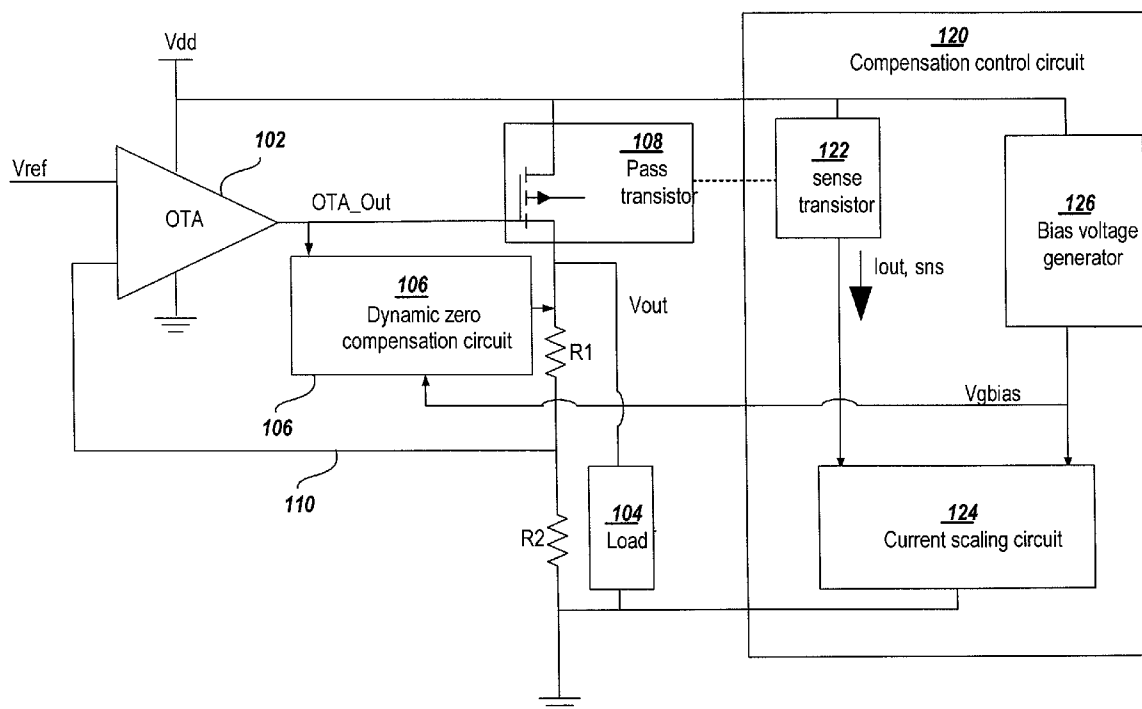 120
Compensation control circuit
Vdd
102
Vref
OTA
OTA_Out
108
Pass
transistor
122
sense
transistor
126
Bias voltage
generator
Iout, sns
106
Dynamic zero
compensation circuit
Vout
R1
Vgbias
106
110
R2
104
Load
124
Current scaling circuit